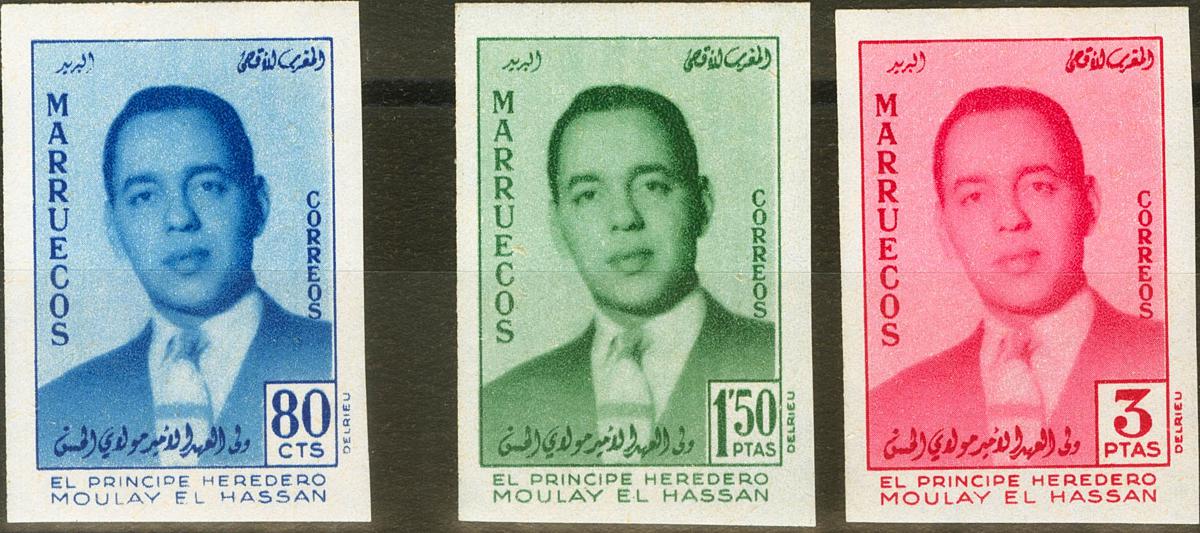 البريد
المغرب الأقصى
MARRUECOS
CORREOS
80
CTS
DELRIEU
ولي العهد الأمير مولاي الحسن
EL PRINCIPE HEREDERO
MOULAY EL HASSAN
البريد
المغرب الأقصى
MARRUECOS
CORREOS
1'50
PTAS
DELRIEU
ولي العهد الأمير مولاي الحسن
EL PRINCIPE HEREDERO
MOULAY EL HASSAN
البريد
المغرب الأقصى
MARRUECOS
CORREOS
3
PTAS
DELRIEU
ولي العهد الأمير مولاي الحسن
EL PRINCIPE HEREDERO
MOULAY EL HASSAN